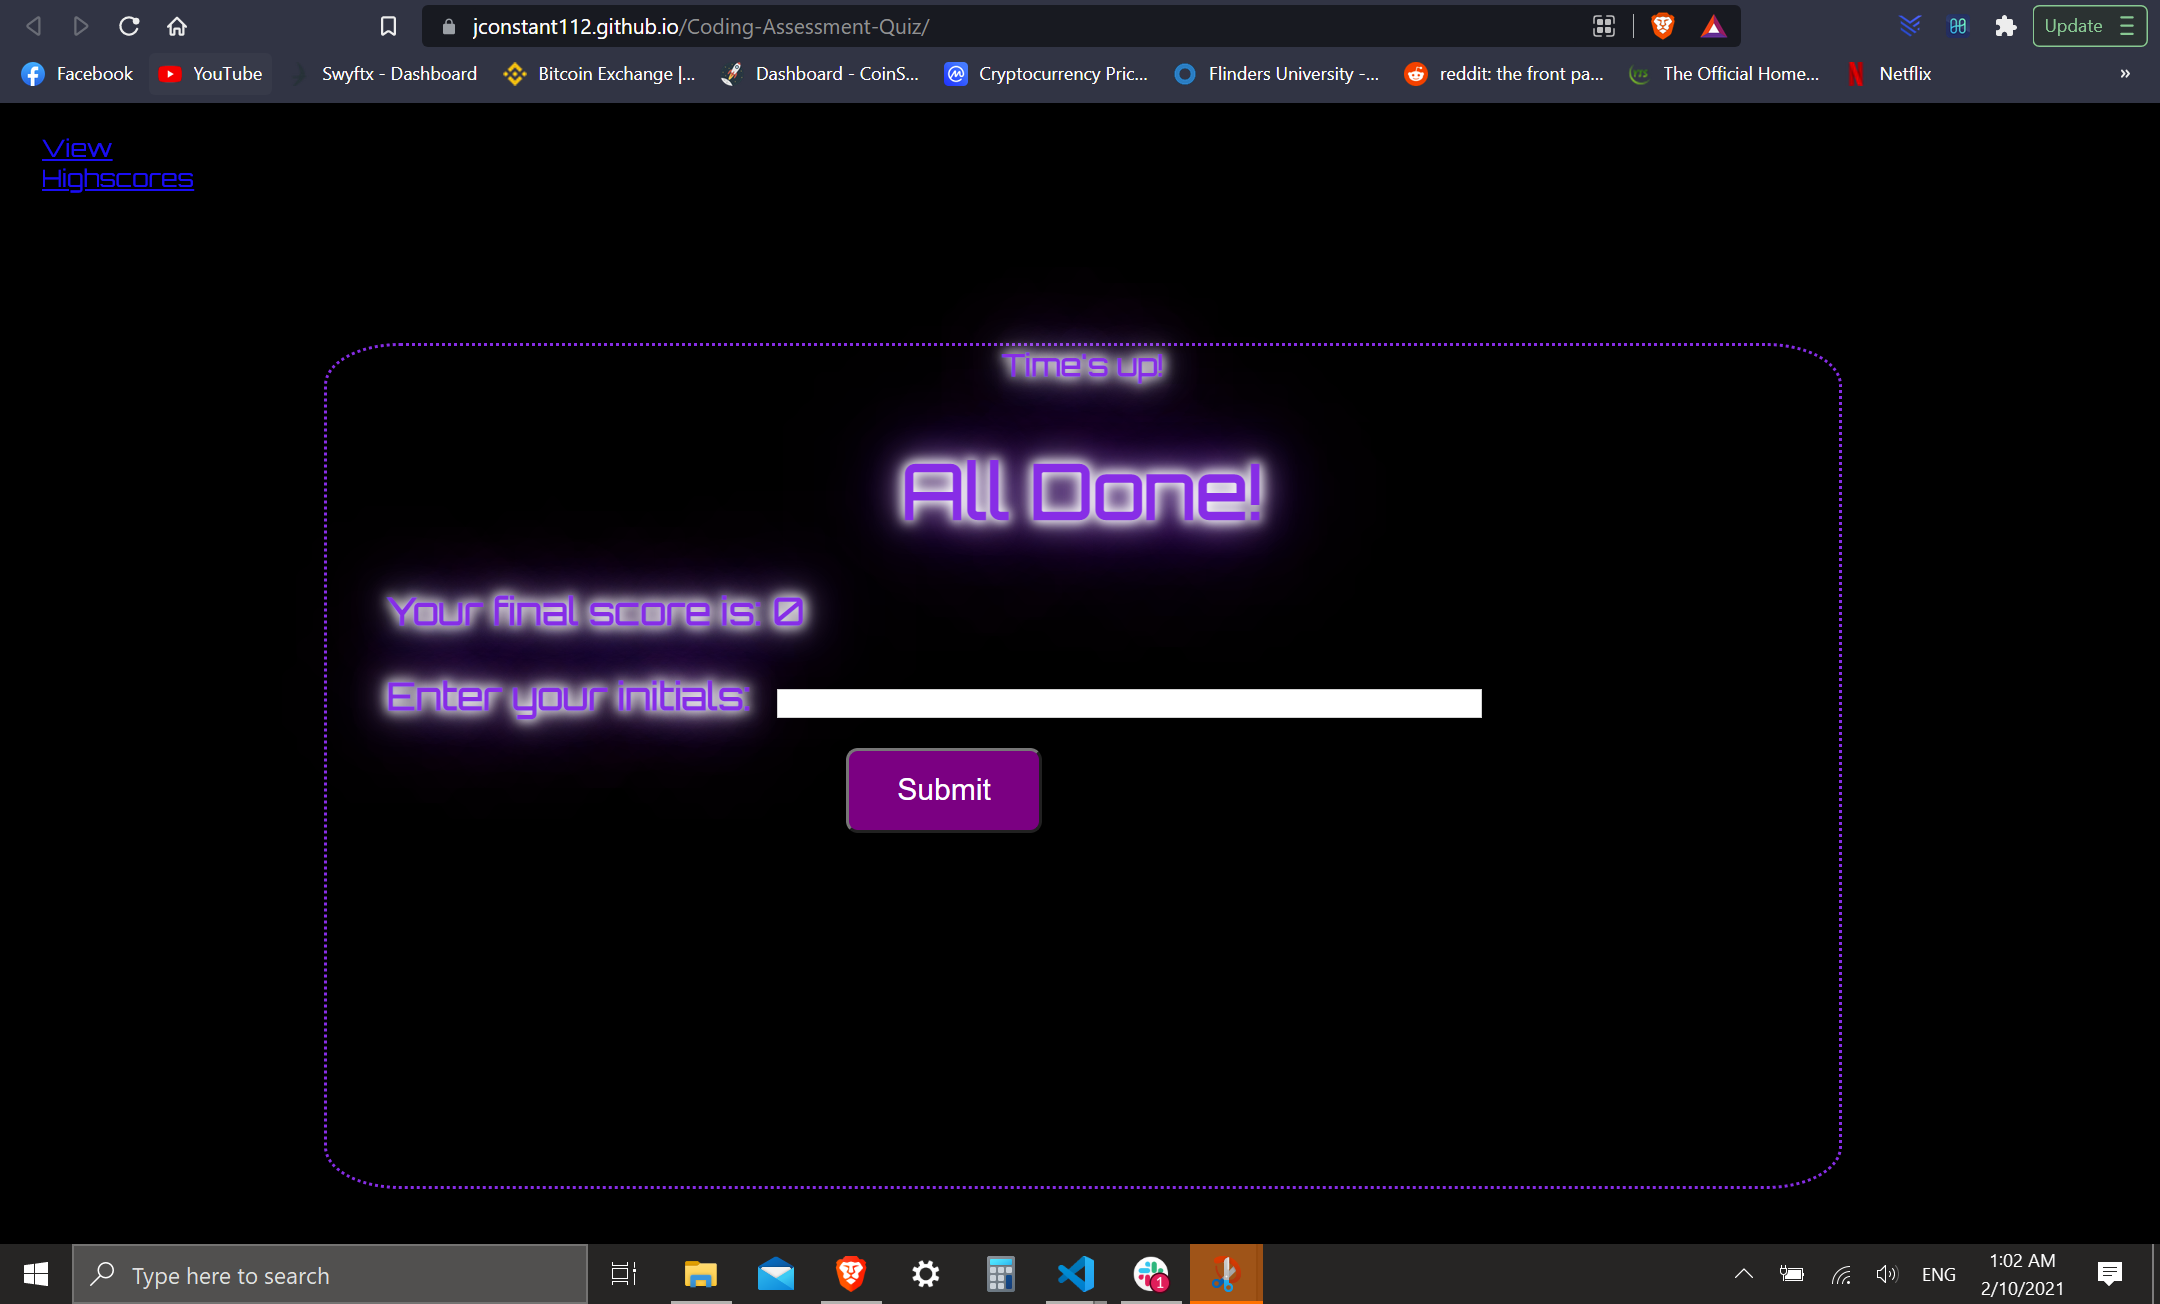 jconstant112.github.io/Coding-Assessment-Quiz/
Update
Facebook
YouTube
Swyftx - Dashboard
Bitcoin Exchange |...
Dashboard - CoinS...
Cryptocurrency Pric...
Flinders University -...
reddit: the front pa...
The Official Home...
Netflix
»
View
Highscores
Time's up!
All Done!
Your final score is: 0
Enter your initials:
Submit
Type here to search
1
ENG
1:02 AM
2/10/2021